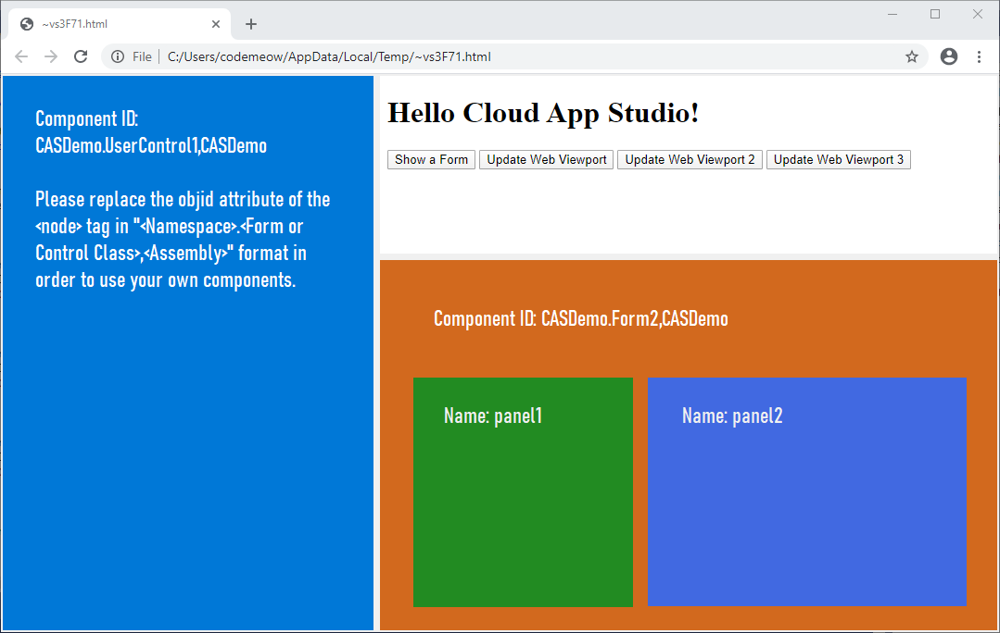 ~vs3F71.html
File
C:/Users/codemeow/AppData/Local/Temp/~vs3F71.html
Component ID:
CASDemo.UserControl1,CASDemo
Please replace the objid attribute of the
<node> tag in "<Namespace>.<Form or
Control Class>,<Assembly>" format in
order to use your own components.
Hello Cloud App Studio!
Show a Form Update Web Viewport Update Web Viewport 2 Update Web Viewport 3
Component ID: CASDemo.Form2,CASDemo
Name: panel1
Name: panel2